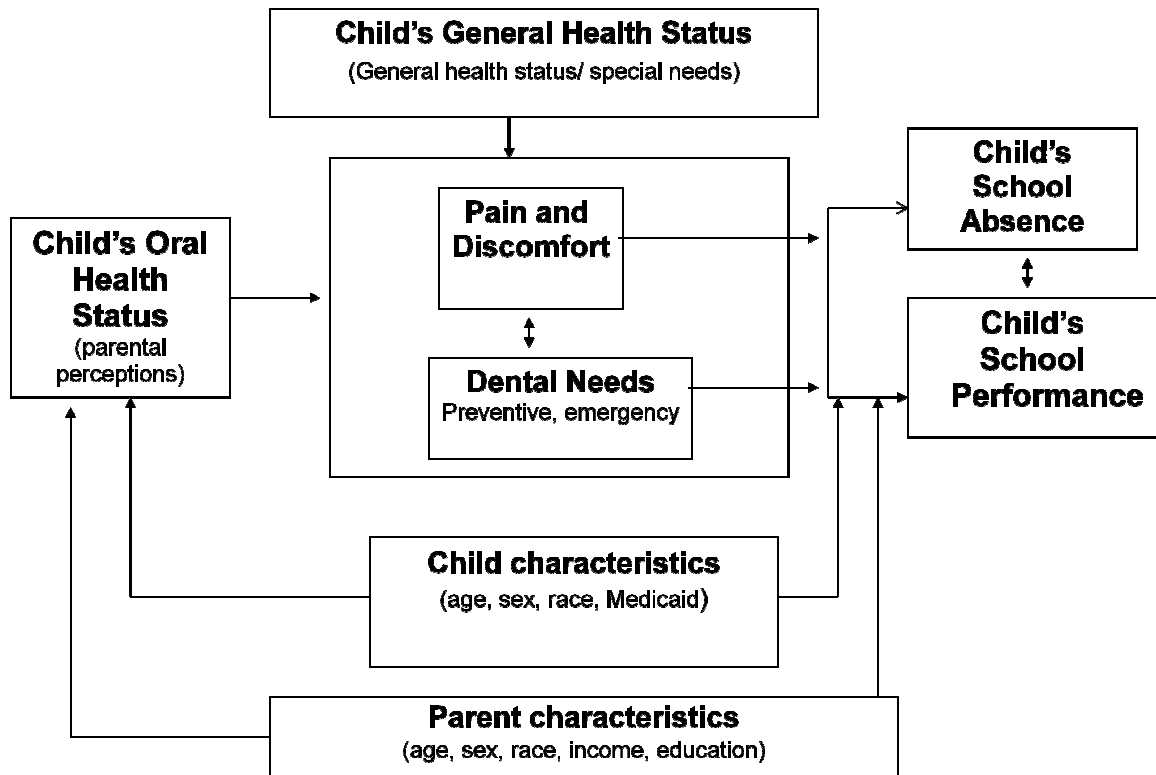 Child’s General Health Status
(General health status/ special needs)
Child’s
School
Absence
Pain and
Discomfort
Child’s Oral
Health
Status
(parental
perceptions)
Child’s
School
Performance
Dental Needs
Preventive, emergency
Child characteristics
(age, sex, race, Medicaid)
Parent characteristics
(age, sex, race, income, education)